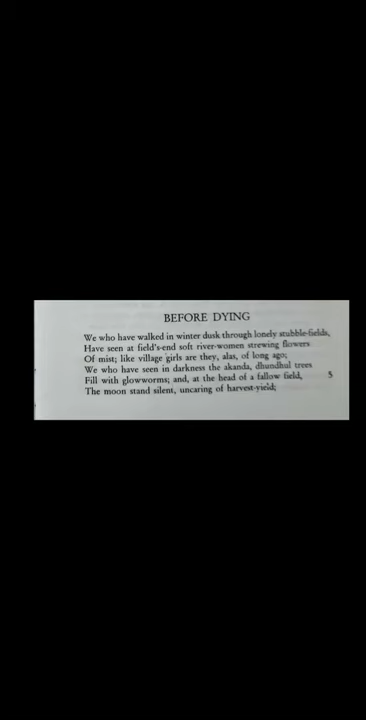 BEFORE DYING
We who have walked in winter dusk through lonely stubble-fields,
Have seen at field's-end soft river-women strewing flowers
Of mist; like village girls are they, alas, of long ago;
We who have seen in darkness the akanda, dhundhul trees
Fill with glowworms; and, at the head of a fallow field, 5
The moon stand silent, uncaring of harvest-yield;